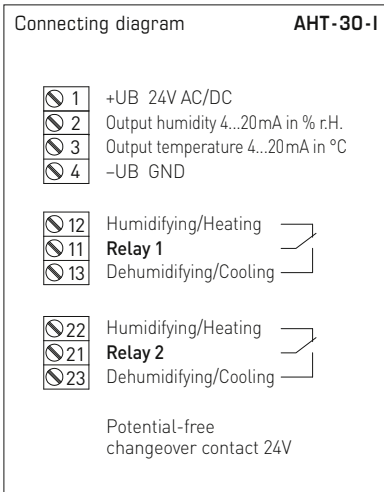 Connecting diagram AHT-30-I
1 +UB 24V AC/DC
2 Output humidity 4...20mA in % r.H.
3 Output temperature 4...20mA in °C
4 –UB GND
12 Humidifying/Heating
11 Relay 1
13 Dehumidifying/Cooling
22 Humidifying/Heating
21 Relay 2
23 Dehumidifying/Cooling
Potential-free
changeover contact 24V